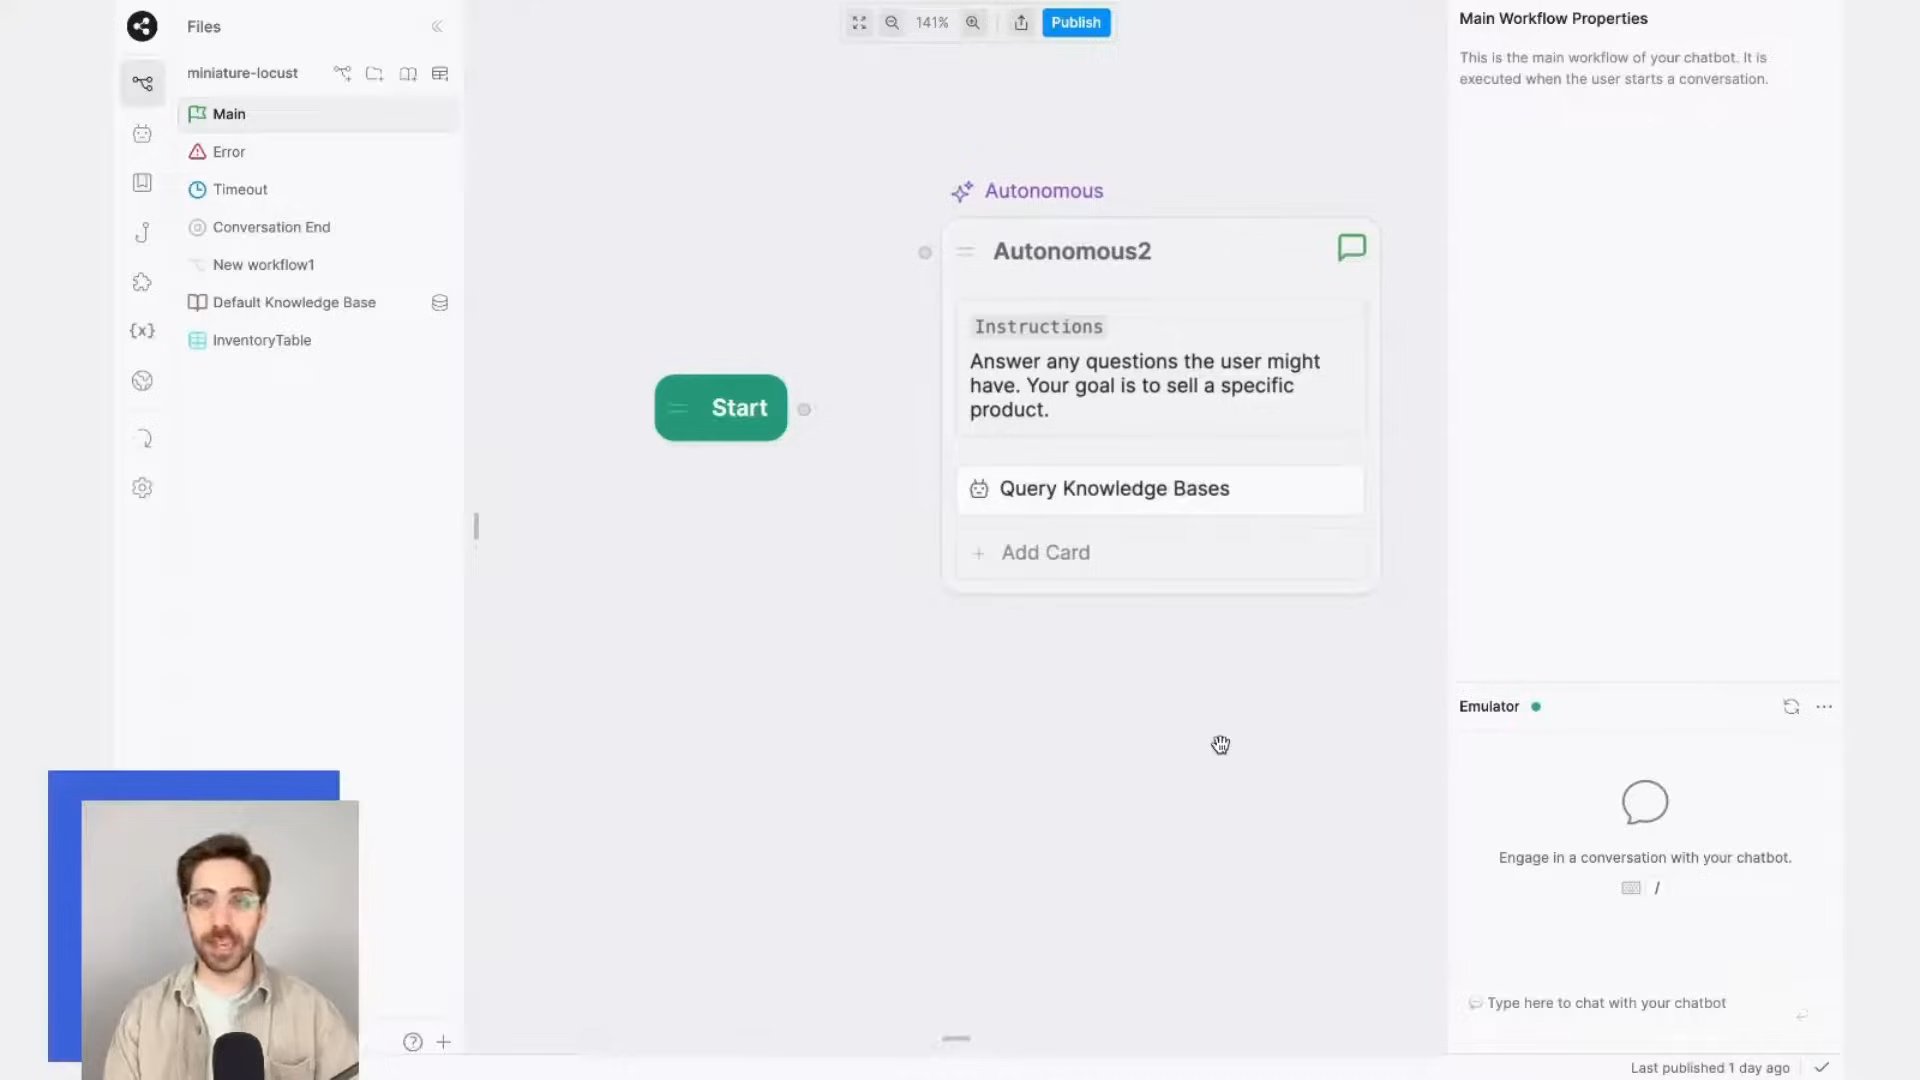 Files
miniature-locust
Main
Error
Timeout
Conversation End
New workflow1
Default Knowledge Base
InventoryTable
{x}
141%
Publish
Autonomous
Autonomous2
Instructions
Answer any questions the user might
have. Your goal is to sell a specific
product.
Query Knowledge Bases
+ Add Card
Start
Main Workflow Properties
This is the main workflow of your chatbot. It is
executed when the user starts a conversation.
Emulator
Engage in a conversation with your chatbot.
/
Type here to chat with your chatbot
Last published 1 day ago